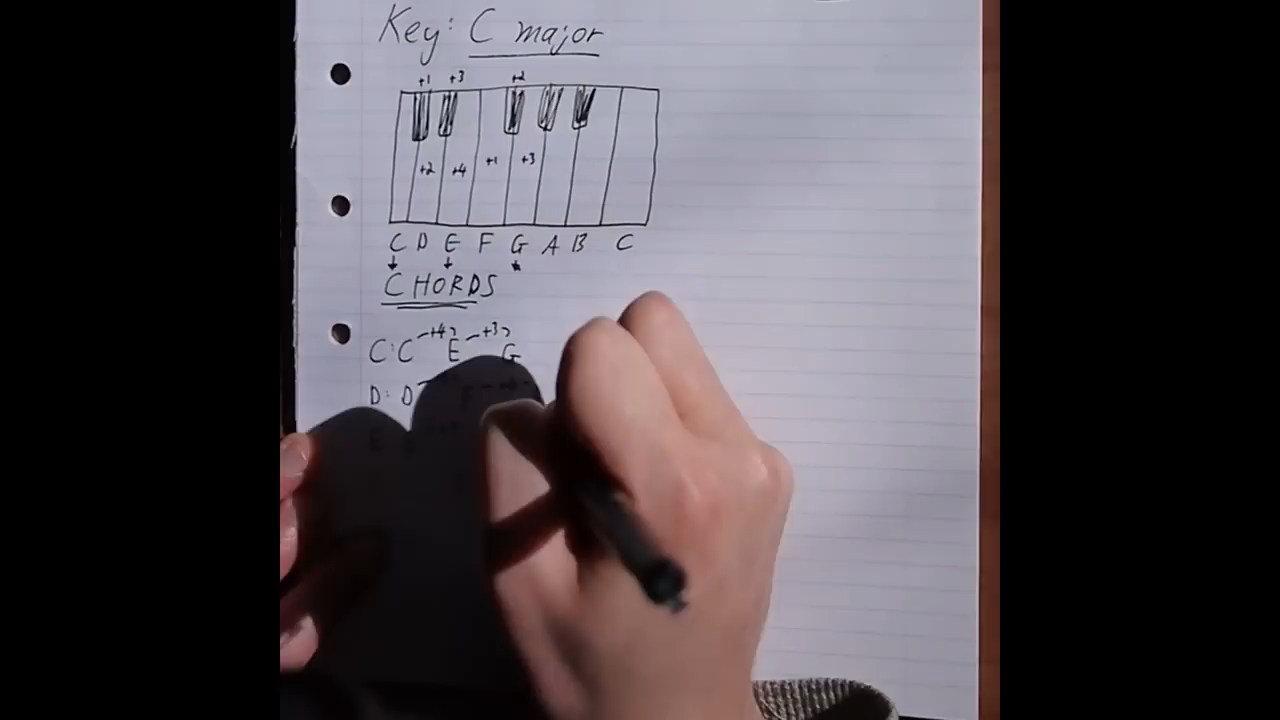 Key: C major
+1 +3 +2
+2 +4 +1 +3
C D E F G A B C
CHORDS
C: C +4 E +3 G
D: D F
E E